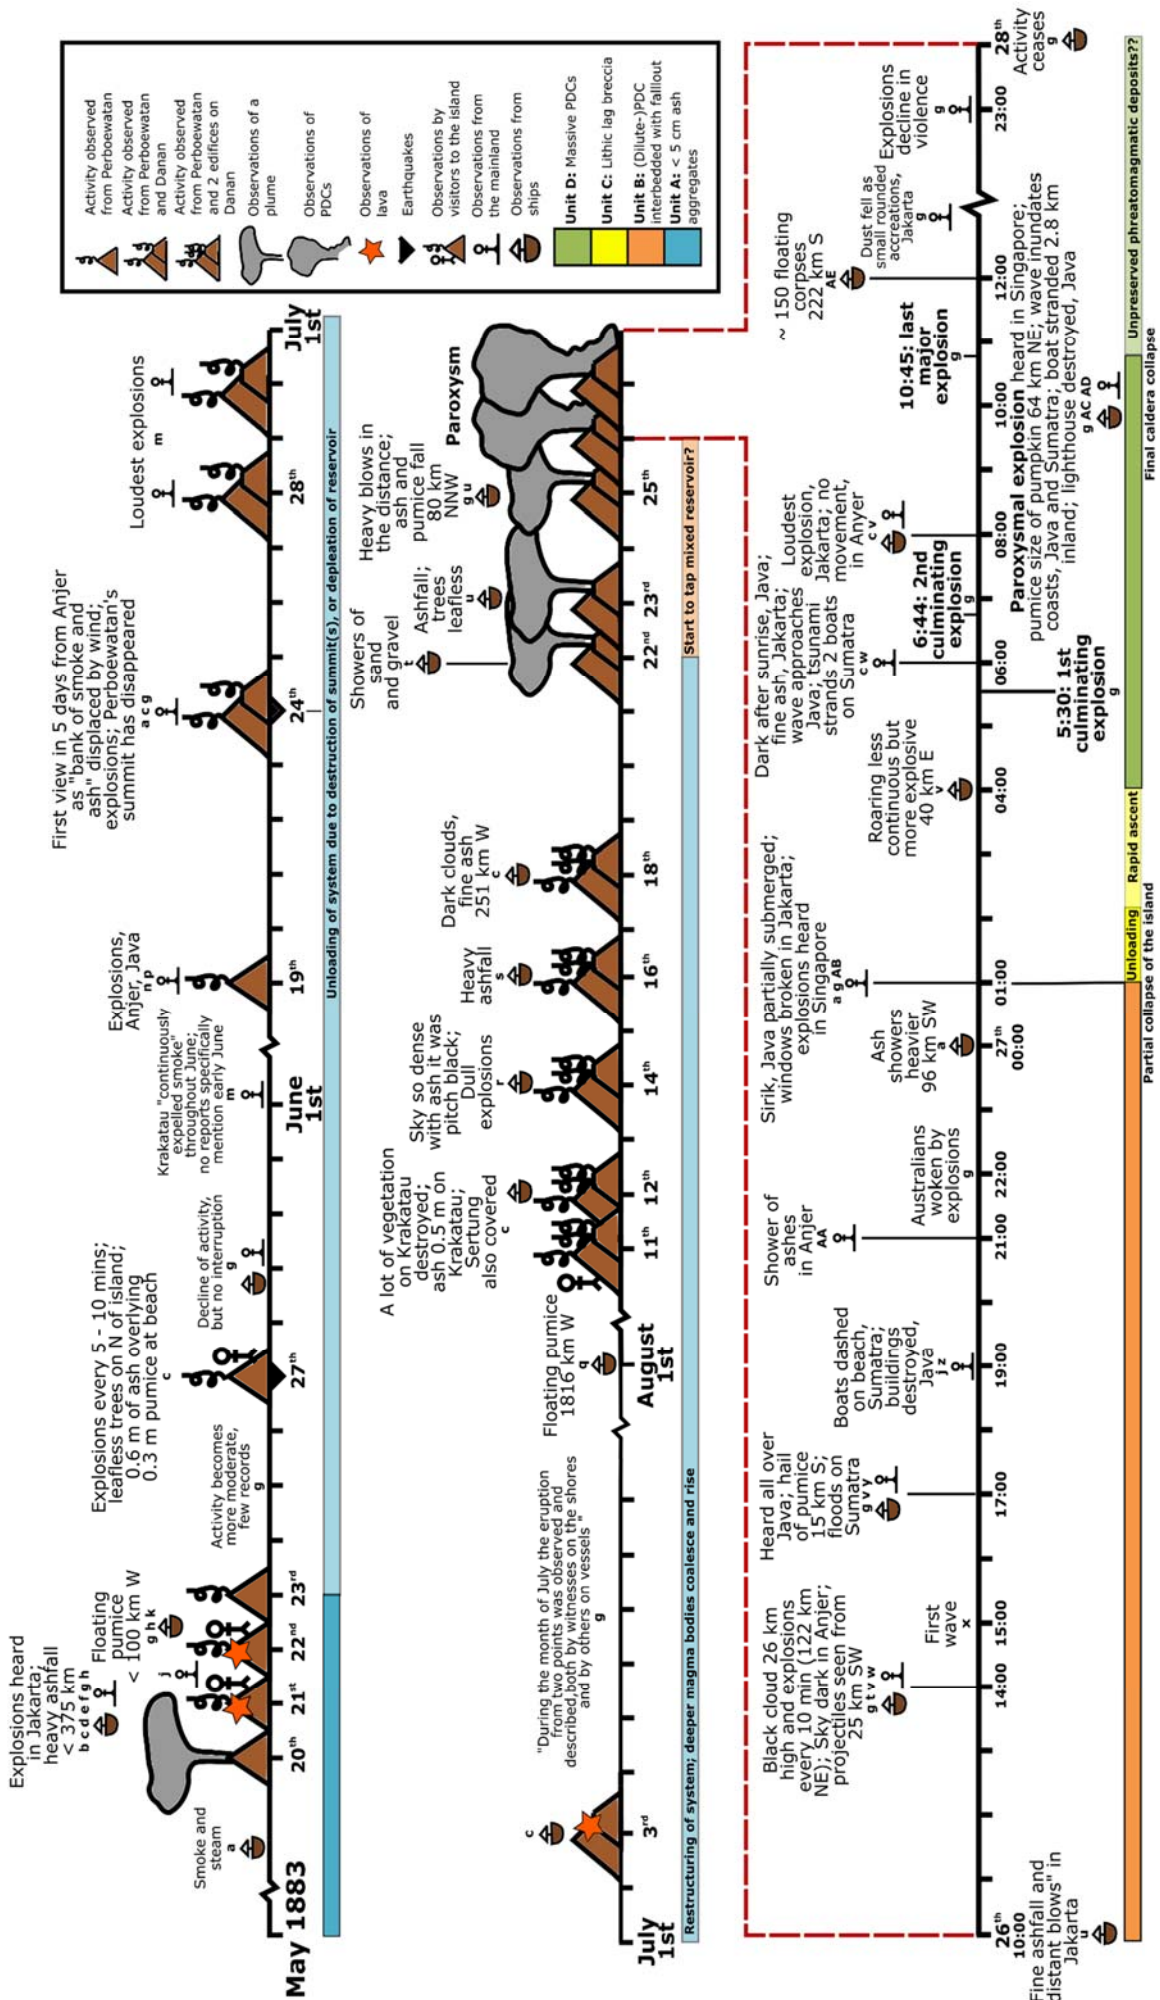 Explosions heard
in Jakarta;
heavy ashfall
< 375 km
b c d e f g h
Smoke and
steam
a
j
Floating
pumice
< 100 km W
g h k
Activity becomes
more moderate,
few records
g
Explosions every 5 - 10 mins;
leafless trees on N of island;
0.6 m of ash overlying
0.3 m pumice at beach
c
Decline of activity,
but no interruption
g
Krakatau "continuously
expelled smoke"
throughout June;
no reports specifically
mention early June
m
Explosions,
Anjer, Java
n p
First view in 5 days from Anjer
as "bank of smoke and
ash" displaced by wind;
explosions; Perboewatan's
summit has disappeared
a c g
Loudest explosions
m
May 1883
20th
21st
22nd
23rd
27th
June
1st
19th
24th
28th
July
1st
Unloading of system due to destruction of summit(s), or depleation of reservoir
Activity observed
from Perboewatan
Activity observed
from Perboewatan
and Danan
Activity observed
from Perboewatan
and 2 edifices on
Danan
Observations of a
plume
Observations of
PDCs
Observations of
lava
Earthquakes
Observations by
visitors to the island
Observations from
the mainland
Observations from
ships
Unit D: Massive PDCs
Unit C: Lithic lag breccia
Unit B: (Dilute-)PDC
interbedded with falllout
Unit A: < 5 cm ash
aggregates
c
"During the month of July the eruption
from two points was observed and
described,both by witnesses on the shores
and by others on vessels"
g
Floating pumice
1816 km W
q
A lot of vegetation
on Krakatau
destroyed;
ash 0.5 m on
Krakatau;
Sertung
also covered
c
Sky so dense
with ash it was
pitch black;
Dull
explosions
r
Heavy
ashfall
s
Dark clouds,
fine ash
251 km W
c
Showers of
sand
and gravel
t
Ashfall;
trees
leafless
u
Heavy blows in
the distance;
ash and
pumice fall
80 km
NNW
g u
Paroxysm
July
1st
3rd
August
1st
11th
12th
14th
16th
18th
22nd
23rd
25th
Restructuring of system; deeper magma bodies coalesce and rise
Start to tap mixed reservoir?
Black cloud 26 km
high and explosions
every 10 min (122 km
NE); Sky dark in Anjer;
projectiles seen from
25 km SW
g t v w
First
wave
x
Heard all over
Java; hail
of pumice
15 km S;
floods on
Sumatra
g v y
Boats dashed
on beach,
Sumatra;
buildings
destroyed,
Java
j z
Shower of
ashes
in Anjer
AA
Australians
woken by
explosions
g
Ash
showers
heavier
96 km SW
a
Sirik, Java partially submerged;
windows broken in Jakarta;
explosions heard
in Singapore
a g AB
Roaring less
continuous but
more explosive
40 km E
v
Dark after sunrise, Java;
fine ash, Jakarta;
wave approaches
Java; tsunami
strands 2 boats
on Sumatra
c w
6:44: 2nd
culminating
explosion
g
Loudest
explosion,
Jakarta; no
movement,
in Anyer
c v
10:45: last
major
explosion
g
~ 150 floating
corpses
222 km S
AE
Dust fell as
small rounded
accreations,
Jakarta
g
Explosions
decline in
violence
g
26th
10:00
14:00
15:00
17:00
19:00
21:00
22:00
27th
00:00
01:00
04:00
06:00
08:00
10:00
12:00
23:00
28th
Activity
ceases
g
Fine ashfall and
distant blows" in
Jakarta
u
5:30: 1st
culminating
explosion
g
Paroxysmal explosion heard in Singapore;
pumice size of pumpkin 64 km NE; wave inundates
coasts, Java and Sumatra; boat stranded 2.8 km
inland; lighthouse destroyed, Java
g AC AD
Unloading
Rapid ascent
Unpreserved phreatomagmatic deposits??
Partial collapse of the island
Final caldera collapse